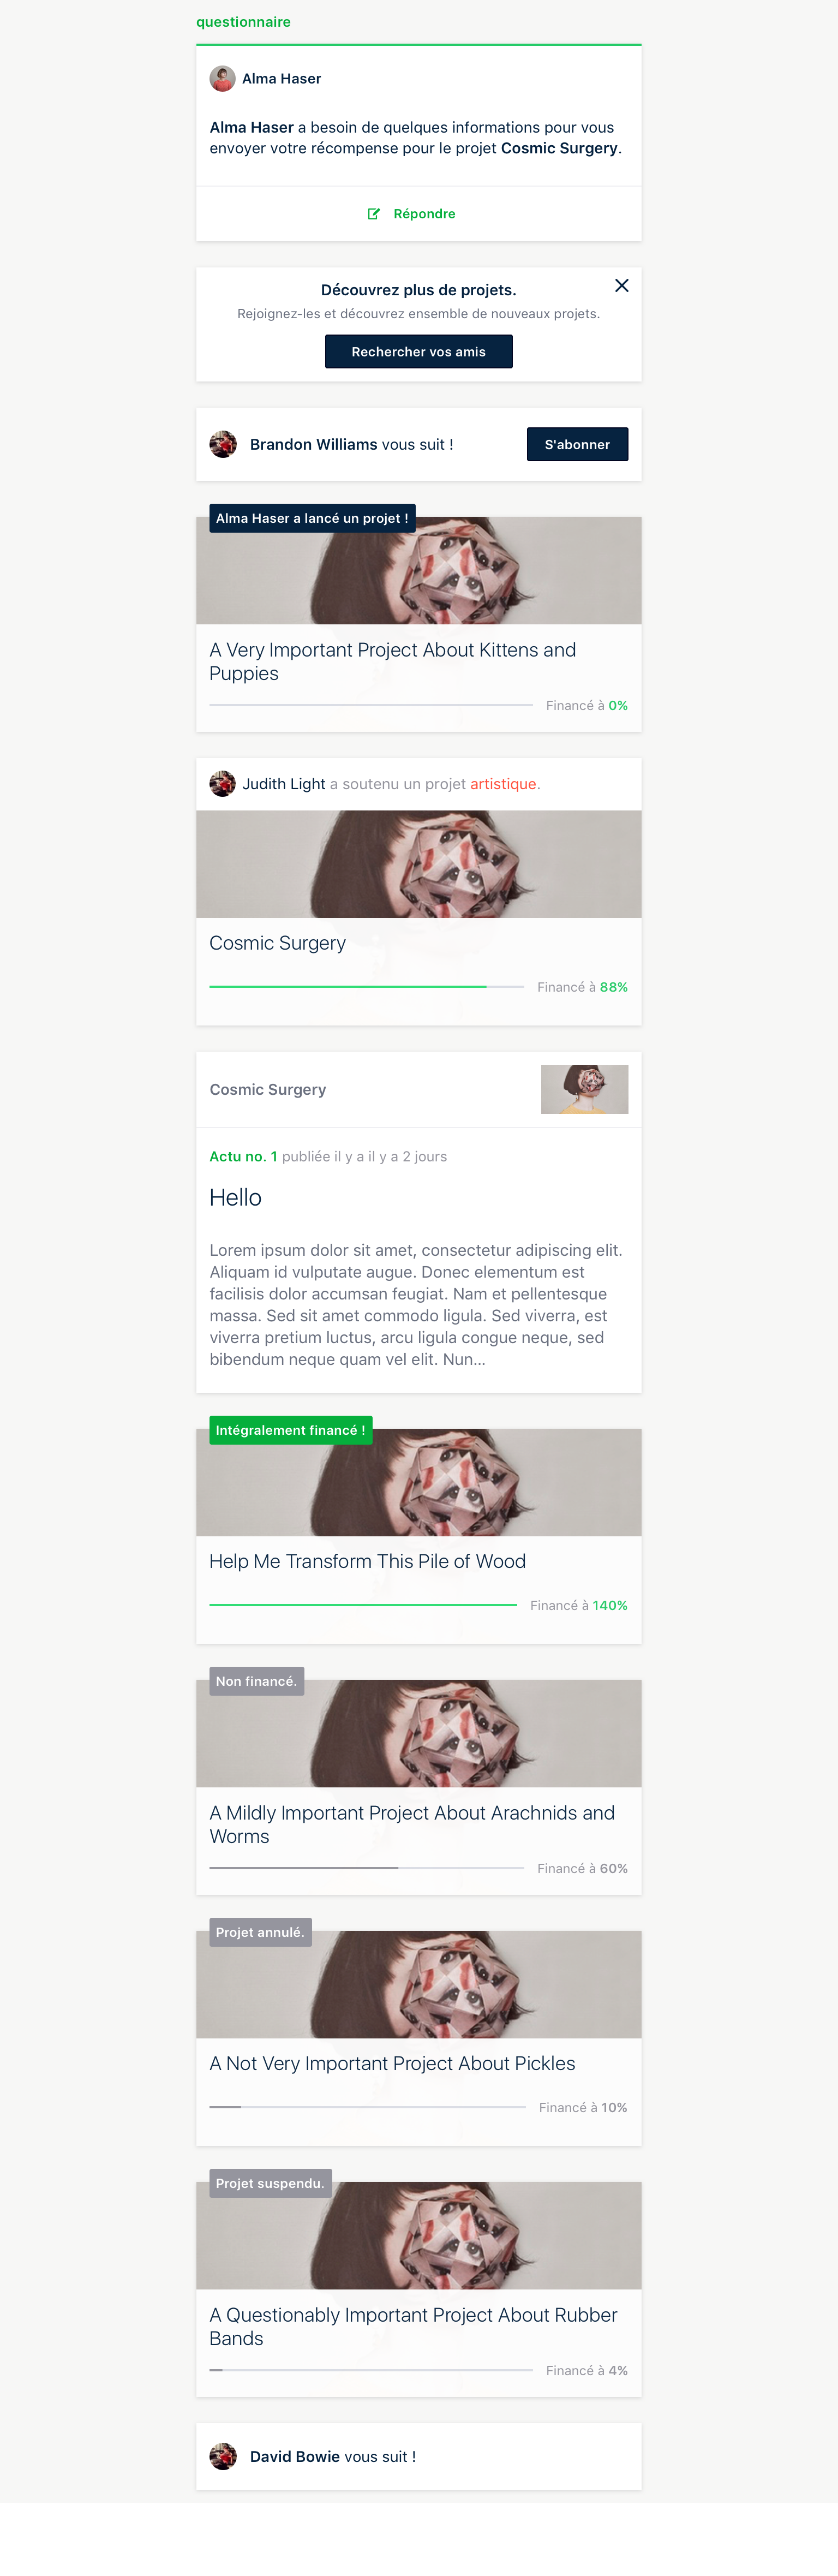 questionnaire
Alma Haser
Alma Haser a besoin de quelques informations pour vous
envoyer votre récompense pour le projet Cosmic Surgery.
Répondre
Découvrez plus de projets.
Rejoignez-les et découvrez ensemble de nouveaux projets.
Rechercher vos amis
Brandon Williams vous suit !
S'abonner
Alma Haser a lancé un projet !
A Very Important Project About Kittens and
Puppies
Financé à 0%
Judith Light a soutenu un projet artistique.
Cosmic Surgery
Financé à 88%
Cosmic Surgery
Actu no. 1 publiée il y a il y a 2 jours
Hello
Lorem ipsum dolor sit amet, consectetur adipiscing elit.
Aliquam id vulputate augue. Donec elementum est
facilisis dolor accumsan feugiat. Nam et pellentesque
massa. Sed sit amet commodo ligula. Sed viverra, est
viverra pretium luctus, arcu ligula congue neque, sed
bibendum neque quam vel elit. Nun...
Intégralement financé !
Help Me Transform This Pile of Wood
Financé à 140%
Non financé.
A Mildly Important Project About Arachnids and
Worms
Financé à 60%
Projet annulé.
A Not Very Important Project About Pickles
Financé à 10%
Projet suspendu.
A Questionably Important Project About Rubber
Bands
Financé à 4%
David Bowie vous suit !